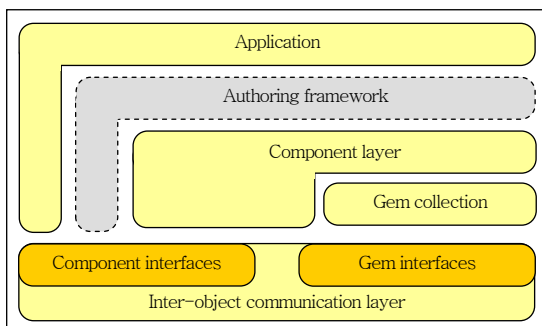 Application
Authoring framework
Component layer
Gem collection
Component interfaces
Gem interfaces
Inter-object communication layer